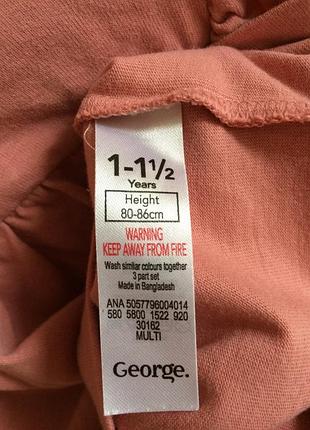 1-1½
Years
Height
80-86cm
WARNING
KEEP AWAY FROM FIRE
Wash similar colours together
3 part set
Made in Bangladesh
ANA 5057796004014
580 5800 1522 920
30162
MULTI
George.